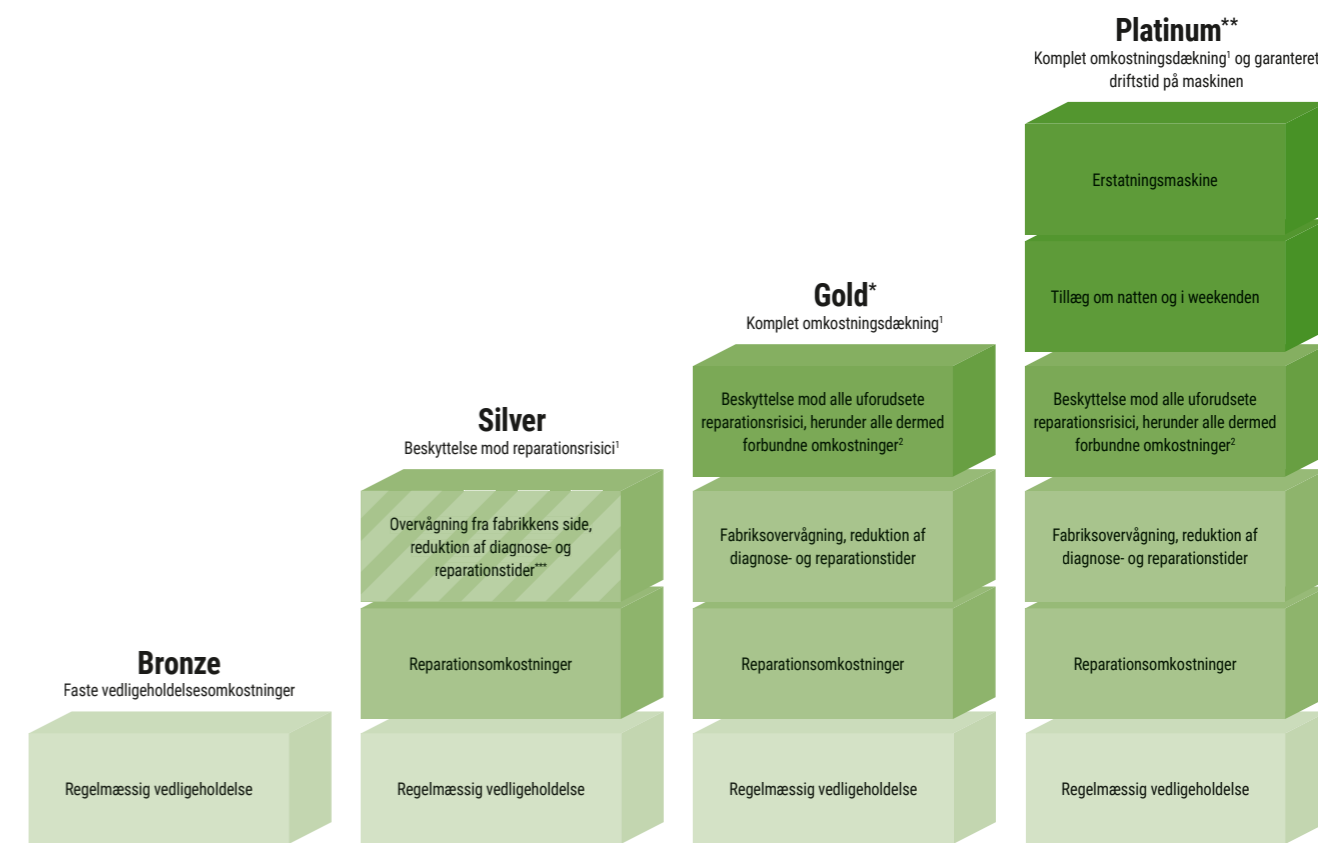 Platinum**
Komplet omkostningsdækning¹ og garanteret
driftstid på maskinen
Erstatningsmaskine
Tillæg om natten og i weekenden
Beskyttelse mod alle uforudsete
reparationsrisici, herunder alle dermed
forbundne omkostninger²
Fabriksovervågning, reduktion af
diagnose- og reparationstider
Reparationsomkostninger
Regelmæssig vedligeholdelse
Gold*
Komplet omkostningsdækning¹
Beskyttelse mod alle uforudsete
reparationsrisici, herunder alle dermed
forbundne omkostninger²
Fabriksovervågning, reduktion af
diagnose- og reparationstider
Reparationsomkostninger
Regelmæssig vedligeholdelse
Silver
Beskyttelse mod reparationsrisici¹
Overvågning fra fabrikkens side,
reduktion af diagnose- og
reparationstider***
Reparationsomkostninger
Regelmæssig vedligeholdelse
Bronze
Faste vedligeholdelsesomkostninger
Regelmæssig vedligeholdelse